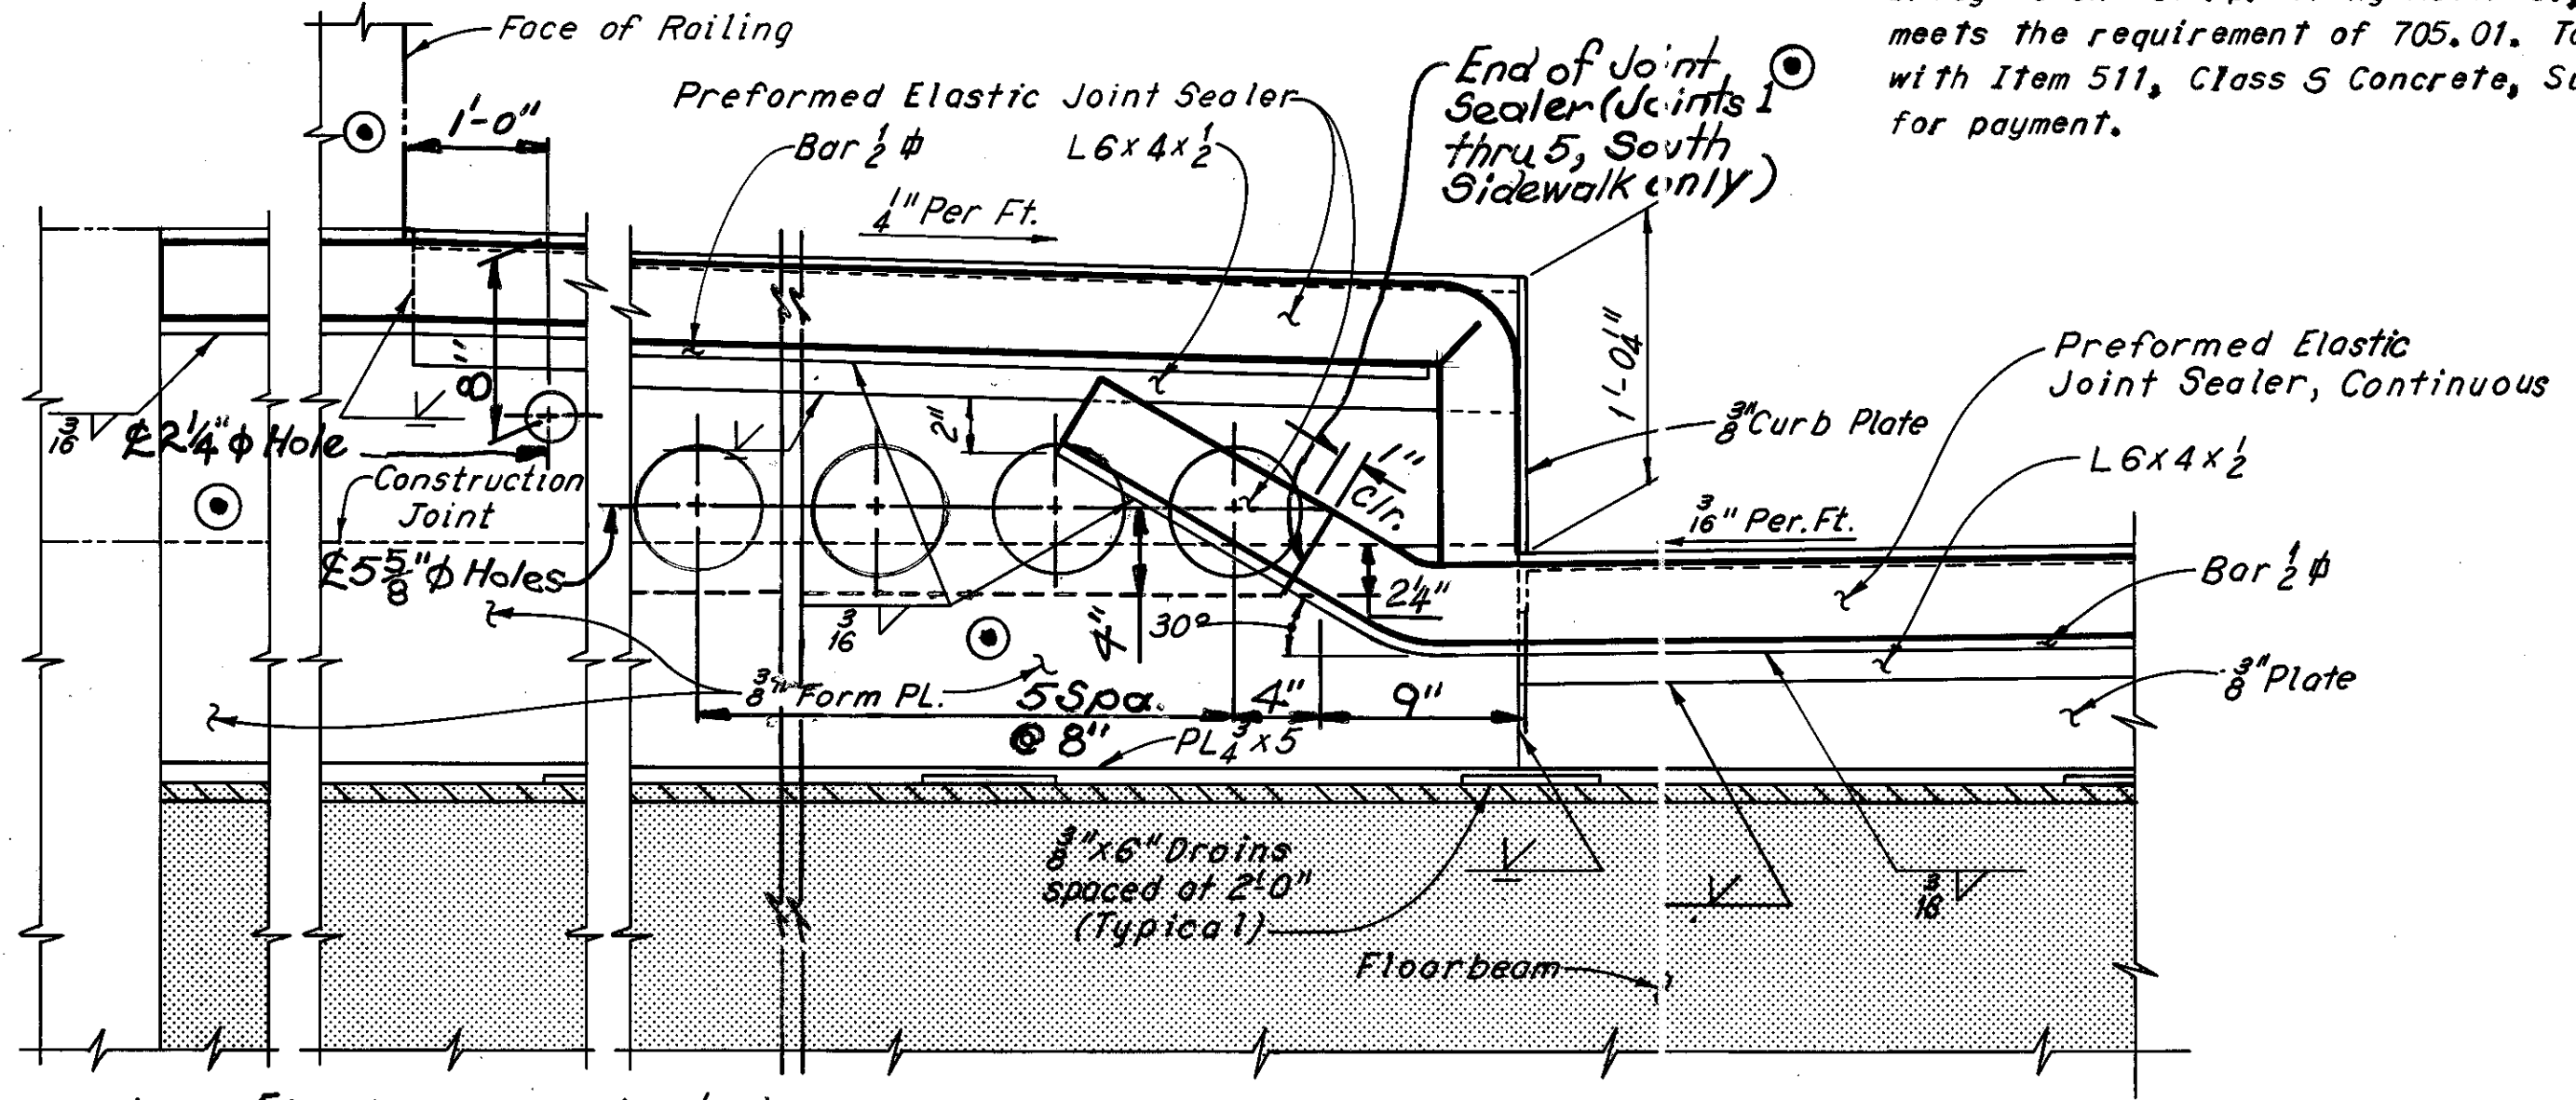 Face of Railing
1'-0"
Preformed Elastic Joint Sealer
Bar 1/2 ⌽
L6x4x1/2
1/4" Per Ft.
End of Joint
Sealer (Joints 1
thru 5, South
Sidewalk only)
meets the requirement of 705.01.
with Item 511, Class S Concrete,
for payment.
8"
3/16
℄ 2 1/4" ϕ Hole
Construction
Joint
℄ 5 5/8" ϕ Holes
2"
1"
C/r.
1'-0 1/4"
3/8" Curb Plate
Preformed Elastic
Joint Sealer, Continuous
L 6x4x1/2
3/16" Per. Ft.
Bar 1/2 ⌽
3/8" Plate
3/16
4"
30°
2 1/4"
3/8" Form PL.
5 Spa.
@ 8"
4"
9"
PL 3/4 x 5
3/8" x 6" Drains
spaced at 2'-0"
(Typical)
3/16
Floorbeam